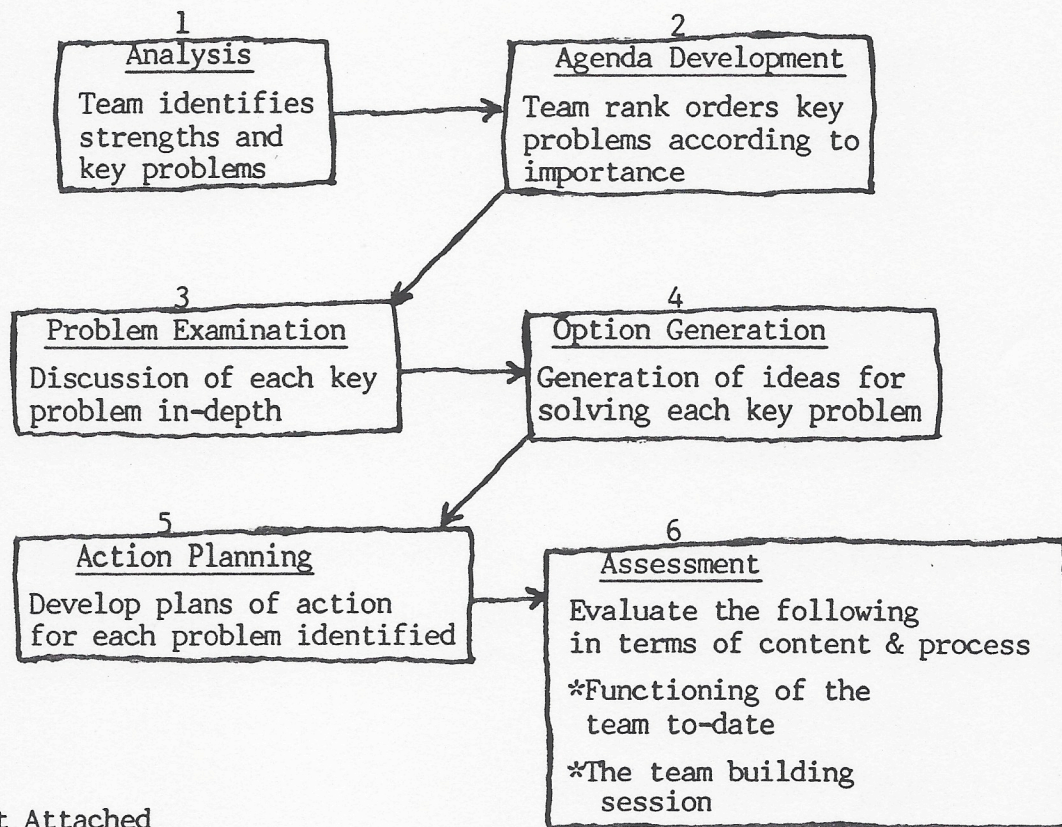 1
Analysis
Team identifies
strengths and
key problems
2
Agenda Development
Team rank orders key
problems according to
importance
3
Problem Examination
Discussion of each key
problem in-depth
4
Option Generation
Generation of ideas for
solving each key problem
5
Action Planning
Develop plans of action
for each problem identified
6
Assessment
Evaluate the following
in terms of content & process
*Functioning of the
team to-date
*The team building
session
Attached